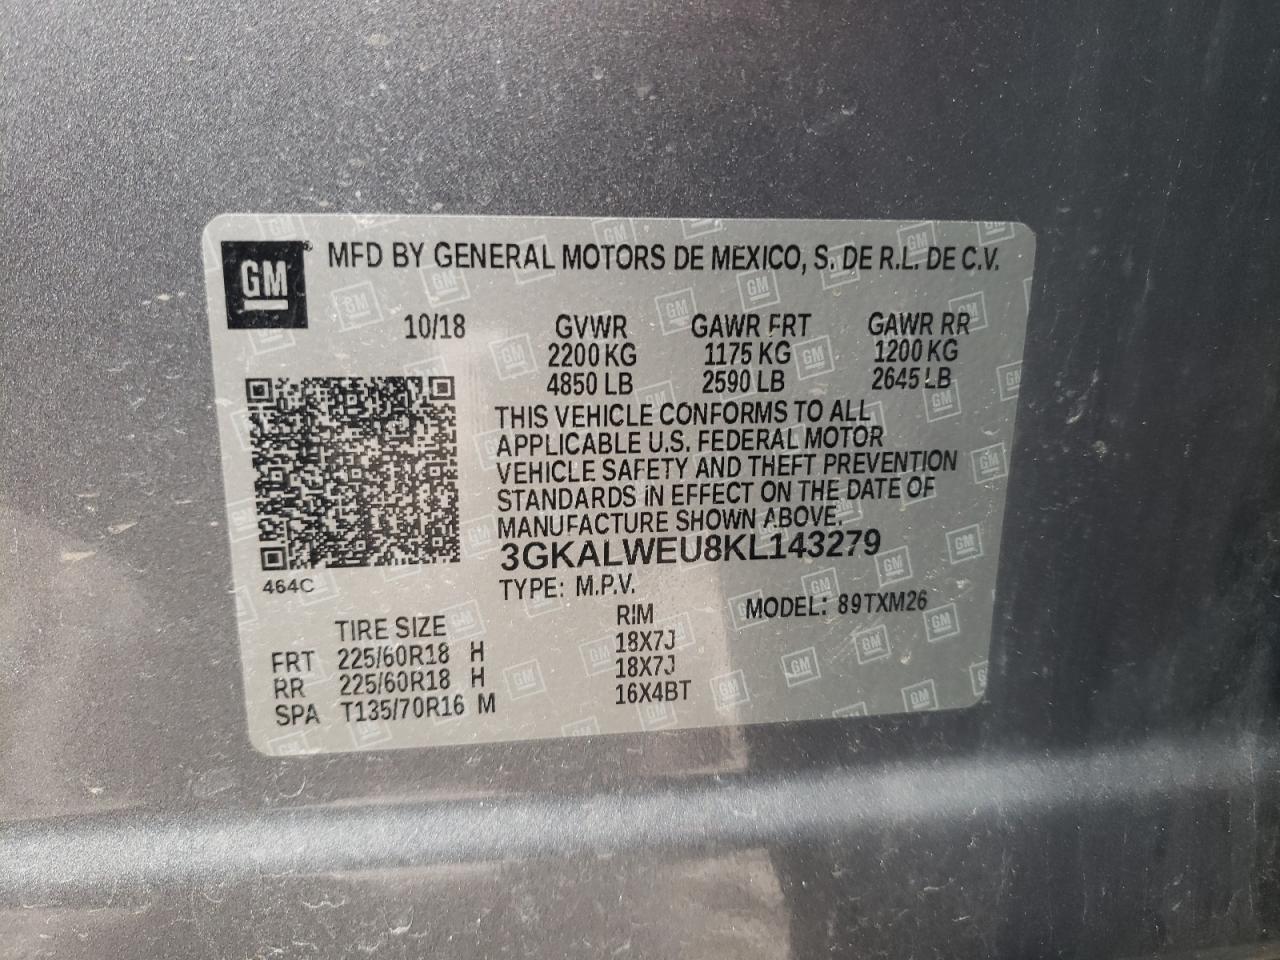 GM® MFD BY GENERAL MOTORS DE MEXICO, S. DE R.L. DE C.V.
10/18 GVWR GAWR FRT GAWR RR
2200 KG 1175 KG 1200 KG
4850 LB 2590 LB 2645 LB
THIS VEHICLE CONFORMS TO ALL
APPLICABLE U.S. FEDERAL MOTOR
VEHICLE SAFETY AND THEFT PREVENTION
STANDARDS IN EFFECT ON THE DATE OF
MANUFACTURE SHOWN ABOVE.
3GKALWEU8KL143279
464C TYPE: M.P.V.
MODEL: 89TXM26
TIRE SIZE RIM
FRT 225/60R18 H 18X7J
RR 225/60R18 H 18X7J
SPA T135/70R16 M 16X4BT